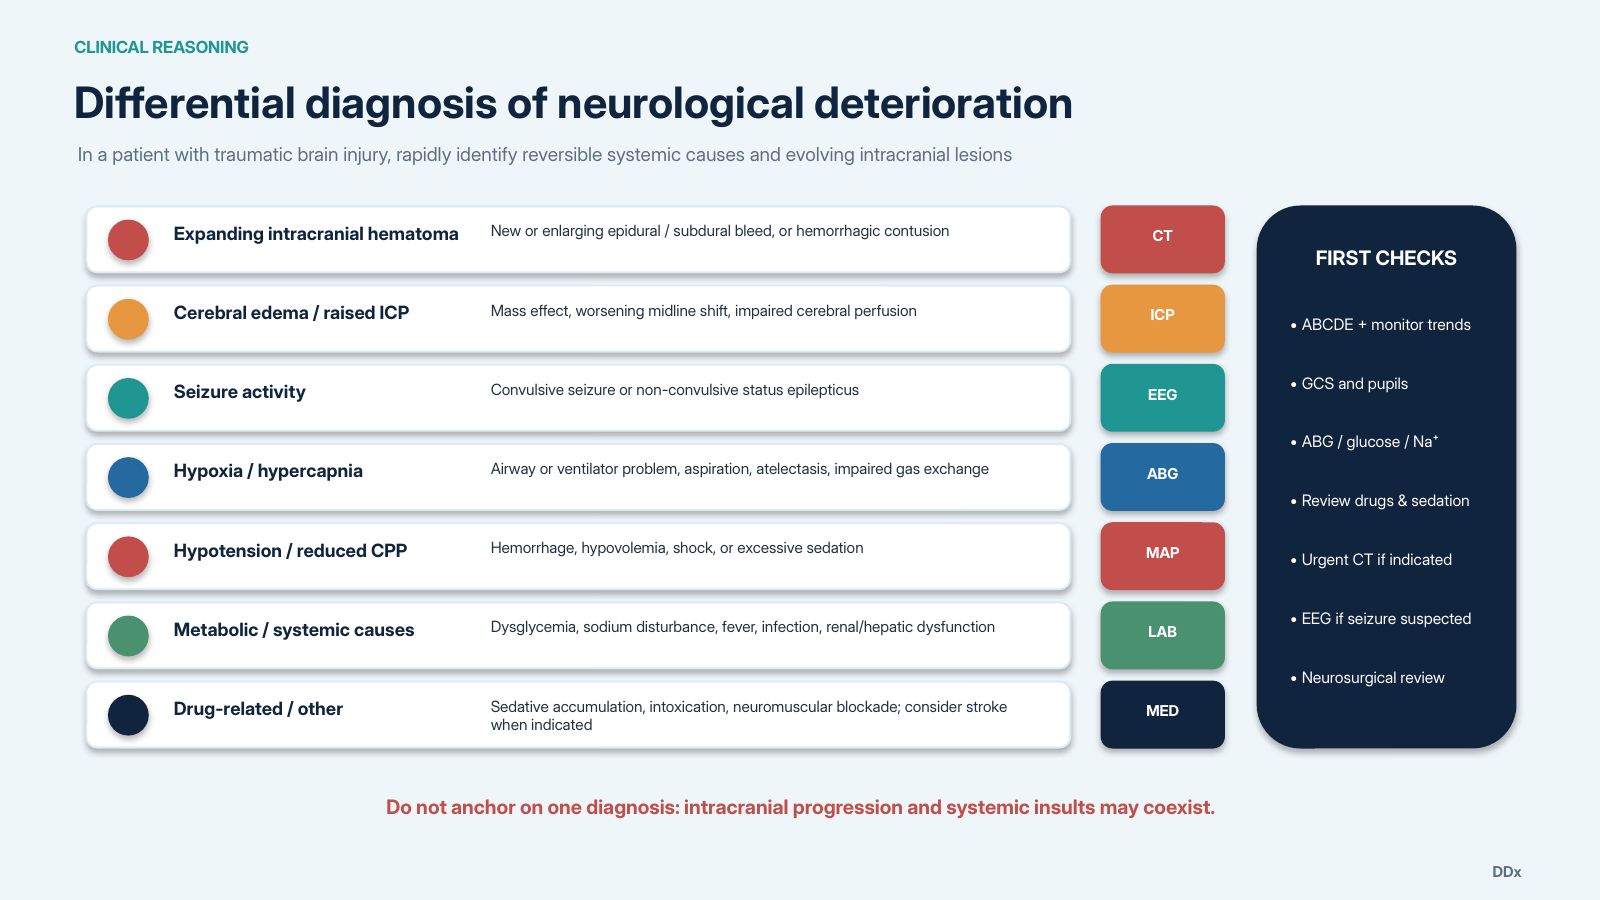 CLINICAL REASONING
Differential diagnosis of neurological deterioration
In a patient with traumatic brain injury, rapidly identify reversible systemic causes and evolving intracranial lesions
Expanding intracranial hematoma
New or enlarging epidural / subdural bleed, or hemorrhagic contusion
CT
Cerebral edema / raised ICP
Mass effect, worsening midline shift, impaired cerebral perfusion
ICP
Seizure activity
Convulsive seizure or non-convulsive status epilepticus
EEG
Hypoxia / hypercapnia
Airway or ventilator problem, aspiration, atelectasis, impaired gas exchange
ABG
Hypotension / reduced CPP
Hemorrhage, hypovolemia, shock, or excessive sedation
MAP
Metabolic / systemic causes
Dysglycemia, sodium disturbance, fever, infection, renal/hepatic dysfunction
LAB
Drug-related / other
Sedative accumulation, intoxication, neuromuscular blockade; consider stroke
when indicated
MED
FIRST CHECKS
• ABCDE + monitor trends
• GCS and pupils
• ABG / glucose / Na⁺
• Review drugs & sedation
• Urgent CT if indicated
• EEG if seizure suspected
• Neurosurgical review
Do not anchor on one diagnosis: intracranial progression and systemic insults may coexist.
DDx